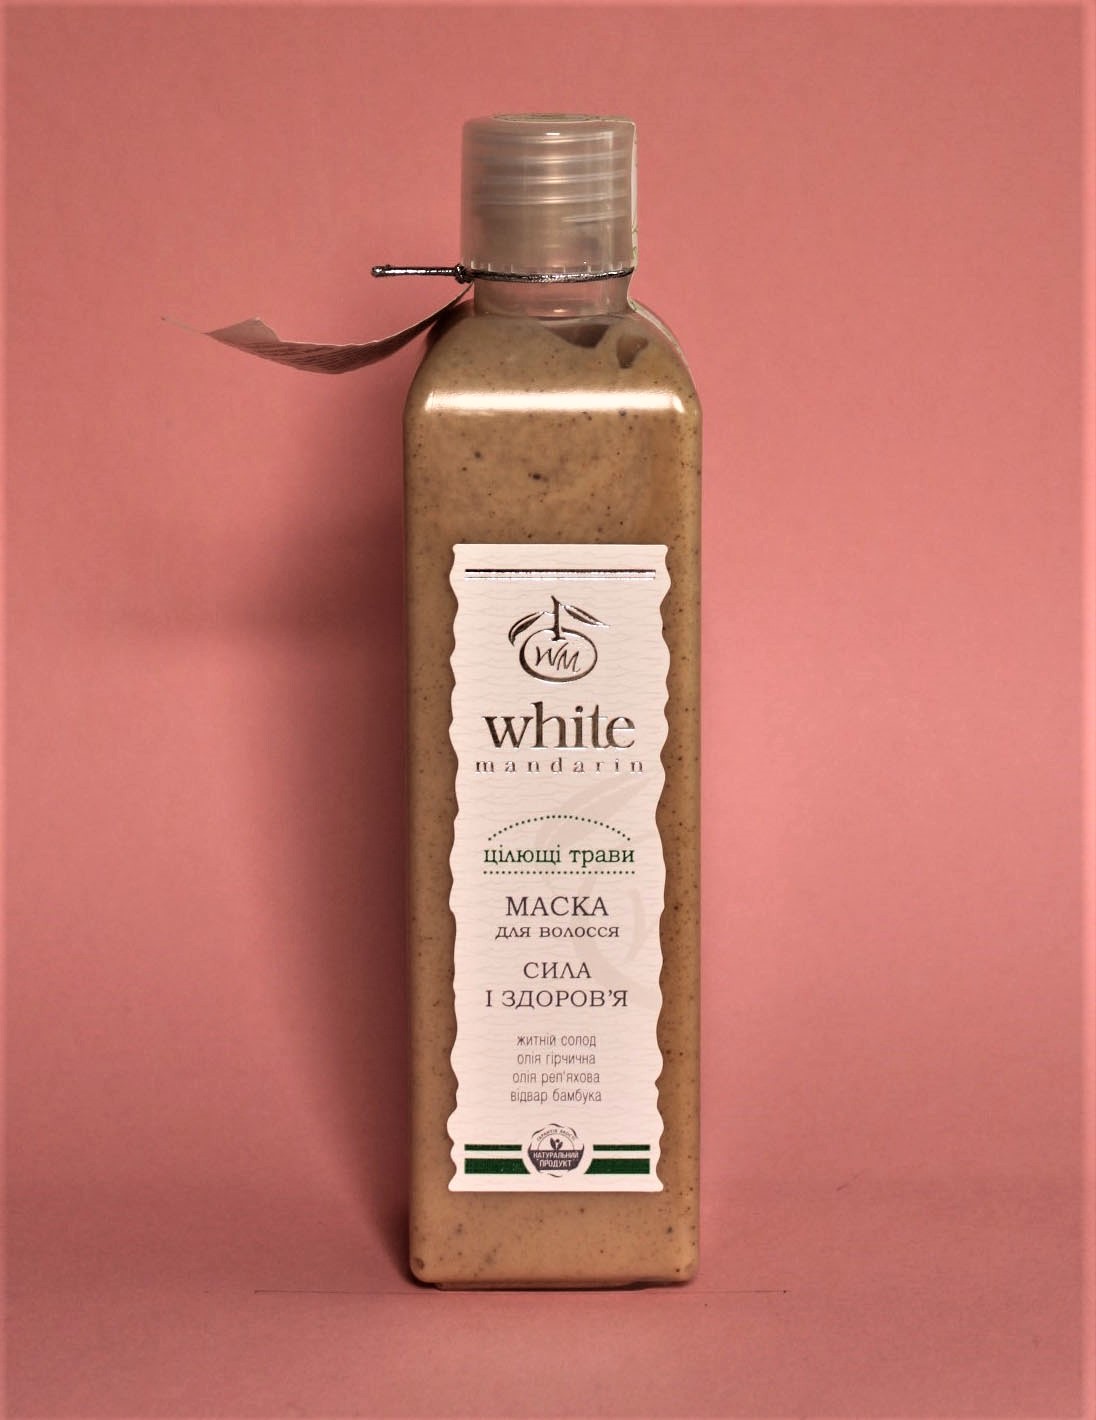 WM
white
mandarin
цілющі трави
МАСКА
ДЛЯ ВОЛОССЯ
СИЛА
І ЗДОРОВ'Я
житній солод
олія гірчична
олія реп'яхова
відвар бамбука
НАТУРАЛЬНИЙ
ПРОДУКТ